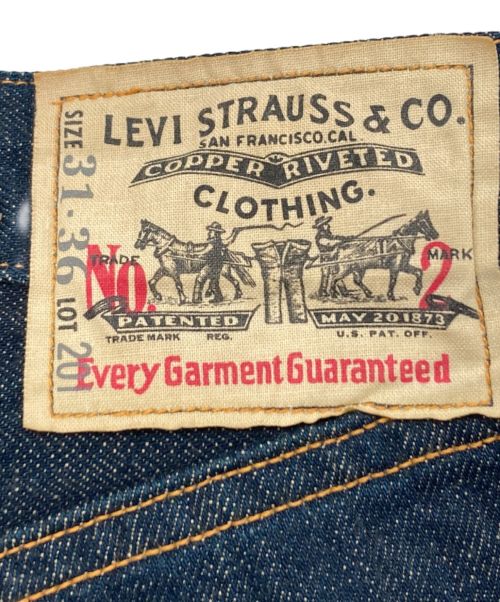 LEVI STRAUSS & CO.
SAN FRANCISCO.CAL
COPPER RIVETED
CLOTHING.
TRADE MARK
No. 2
PATENTED MAY 20 1873
TRADE MARK REG. U.S. PAT. OFF.
Every Garment Guaranteed
SIZE 31·36 LOT 201